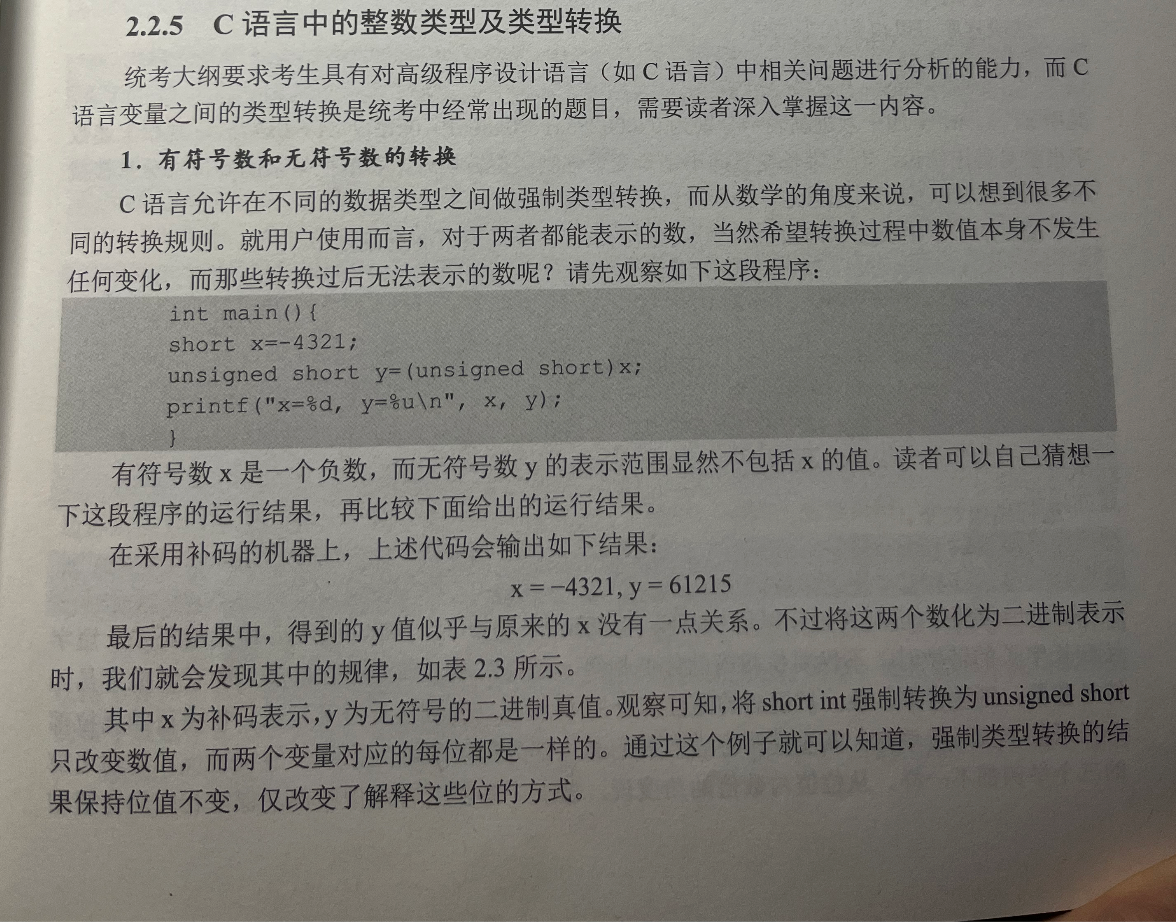 2.2.5 C 语言中的整数类型及类型转换
统考大纲要求考生具有对高级程序设计语言（如 C 语言）中相关问题进行分析的能力，而 C
语言变量之间的类型转换是统考中经常出现的题目，需要读者深入掌握这一内容。
1．有符号数和无符号数的转换
C 语言允许在不同的数据类型之间做强制类型转换，而从数学的角度来说，可以想到很多不
同的转换规则。就用户使用而言，对于两者都能表示的数，当然希望转换过程中数值本身不发生
任何变化，而那些转换过后无法表示的数呢？请先观察如下这段程序：
int main(){
short x=-4321;
unsigned short y=(unsigned short)x;
printf("x=%d, y=%u\n", x, y);
}
有符号数 x 是一个负数，而无符号数 y 的表示范围显然不包括 x 的值。读者可以自己猜想一
下这段程序的运行结果，再比较下面给出的运行结果。
在采用补码的机器上，上述代码会输出如下结果：
x = −4321, y = 61215
最后的结果中，得到的 y 值似乎与原来的 x 没有一点关系。不过将这两个数化为二进制表示
时，我们就会发现其中的规律，如表 2.3 所示。
其中 x 为补码表示，y 为无符号的二进制真值。观察可知，将 short int 强制转换为 unsigned short
只改变数值，而两个变量对应的每位都是一样的。通过这个例子就可以知道，强制类型转换的结
果保持位值不变，仅改变了解释这些位的方式。